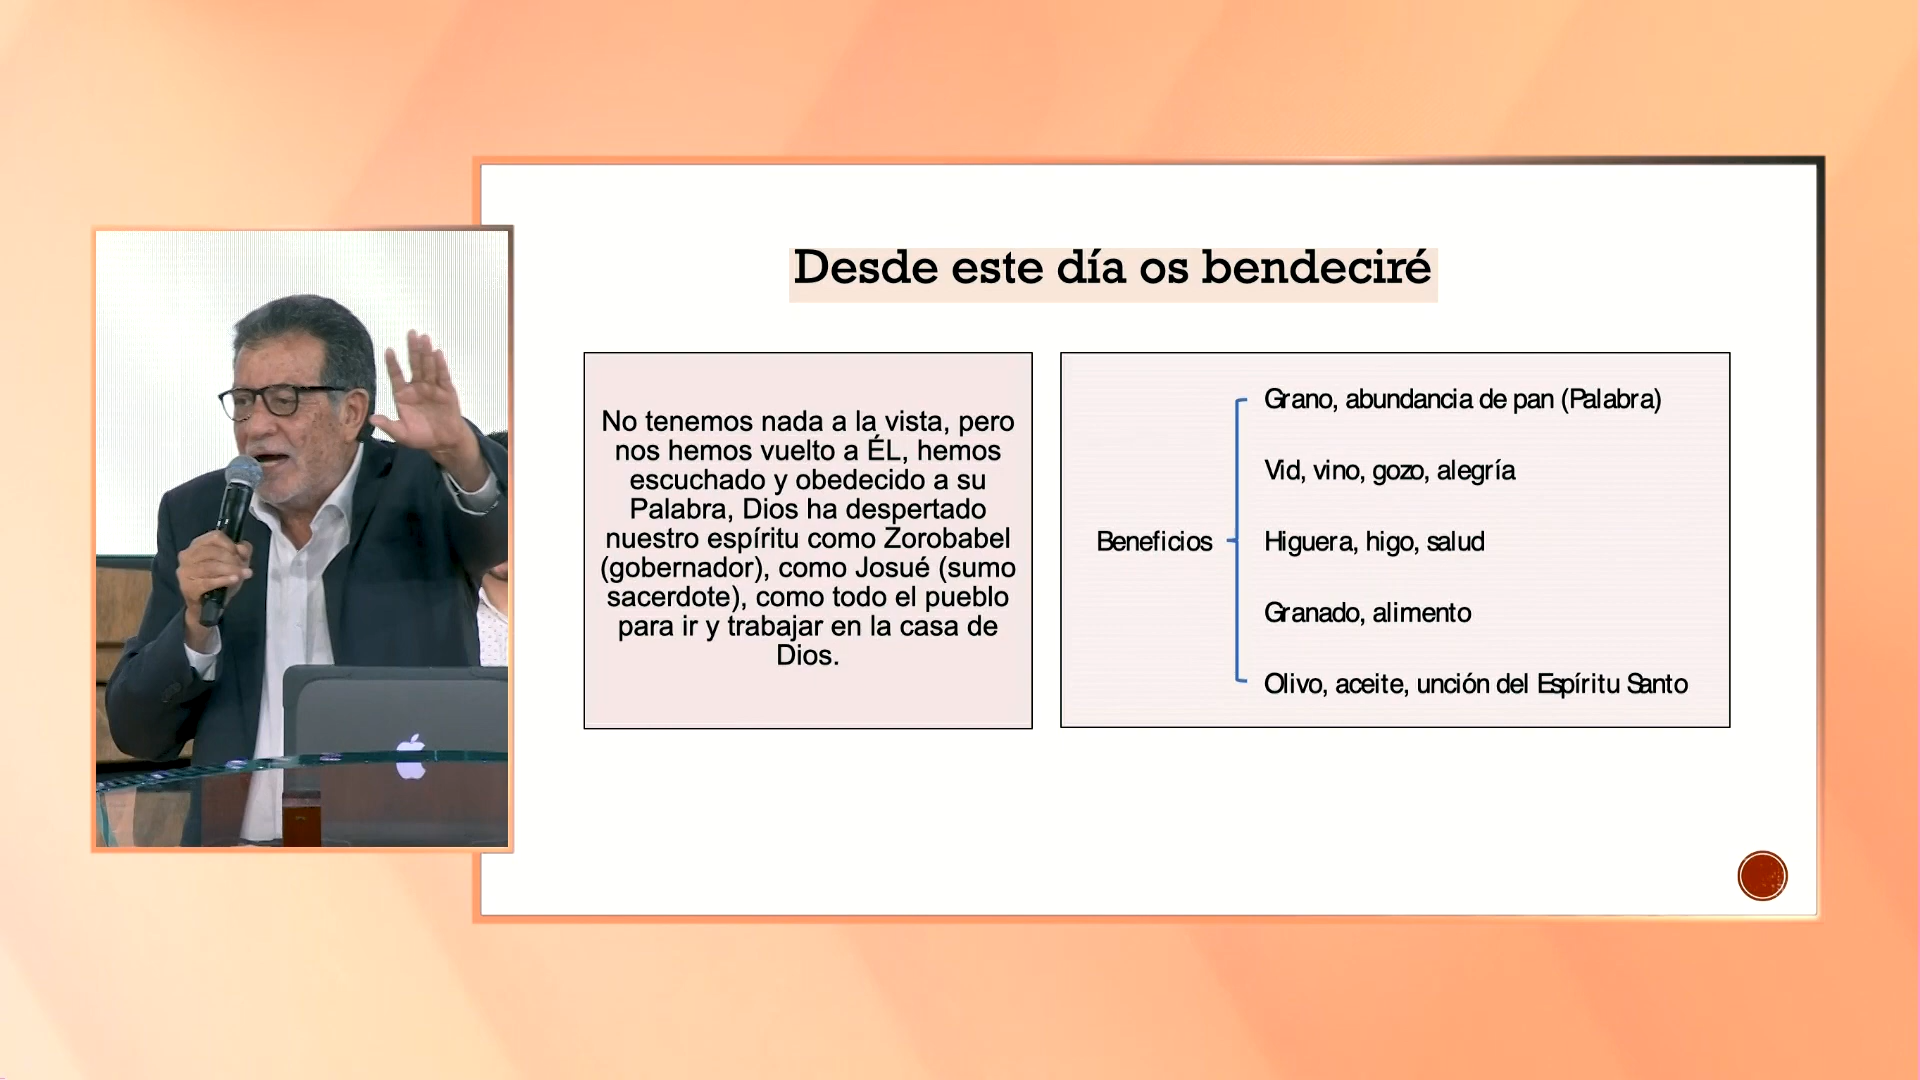 Desde este día os bendeciré
No tenemos nada a la vista, pero
nos hemos vuelto a ÉL, hemos
escuchado y obedecido a su
Palabra, Dios ha despertado
nuestro espíritu como Zorobabel
(gobernador), como Josué (sumo
sacerdote), como todo el pueblo
para ir y trabajar en la casa de
Dios.
Beneficios
Grano, abundancia de pan (Palabra)
Vid, vino, gozo, alegría
Higuera, higo, salud
Granado, alimento
Olivo, aceite, unción del Espíritu Santo